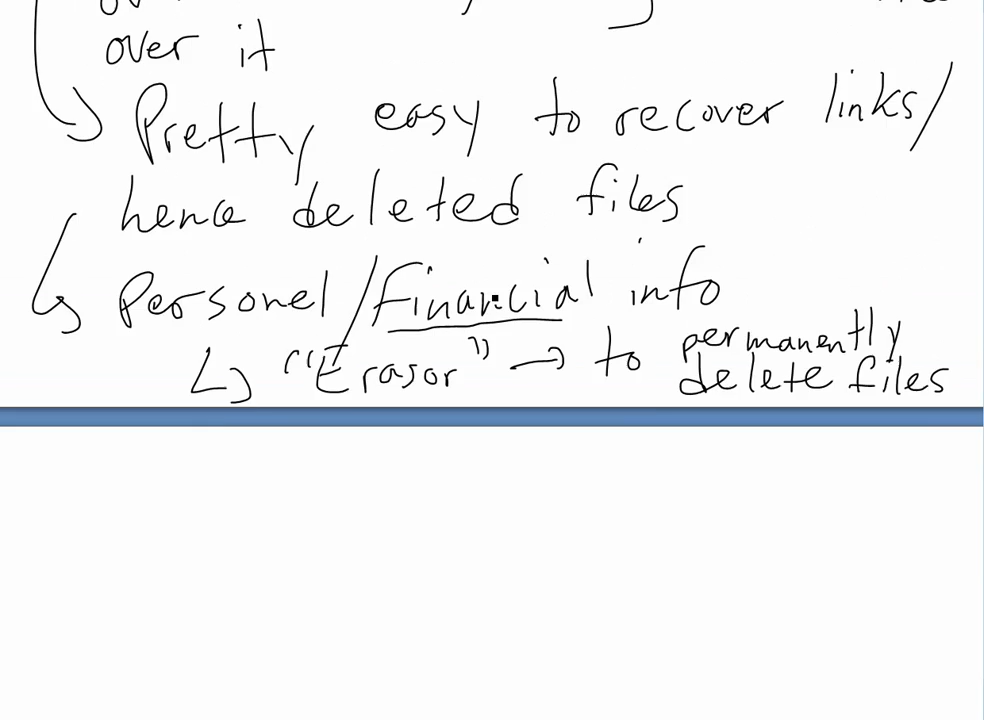 over it
Pretty easy to recover links/
hence deleted files
Personel/financial info
"Erasor" → to permanently delete files